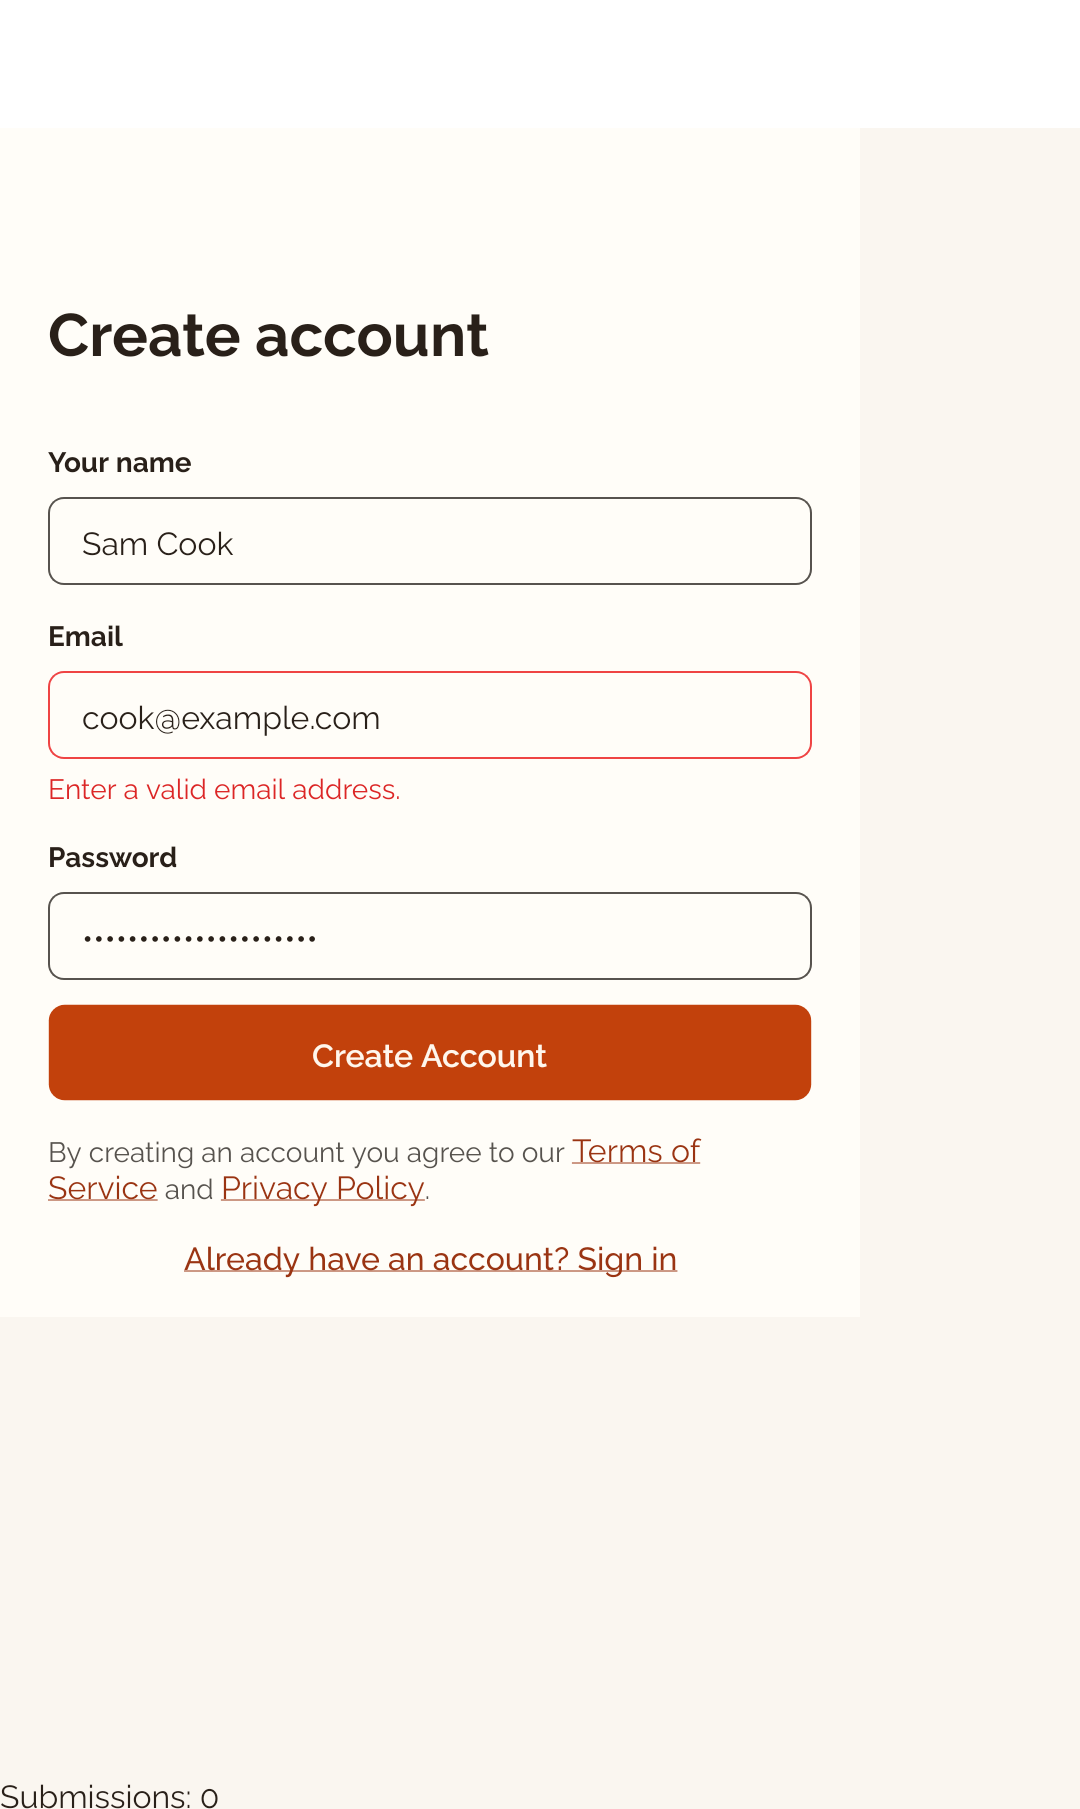 Create account
Your name
Sam Cook
Email
cook@example.com
Enter a valid email address.
Password
••••••••••••••••••••••
Create Account
By creating an account you agree to our Terms of
Service and Privacy Policy.
Already have an account? Sign in
Submissions: 0